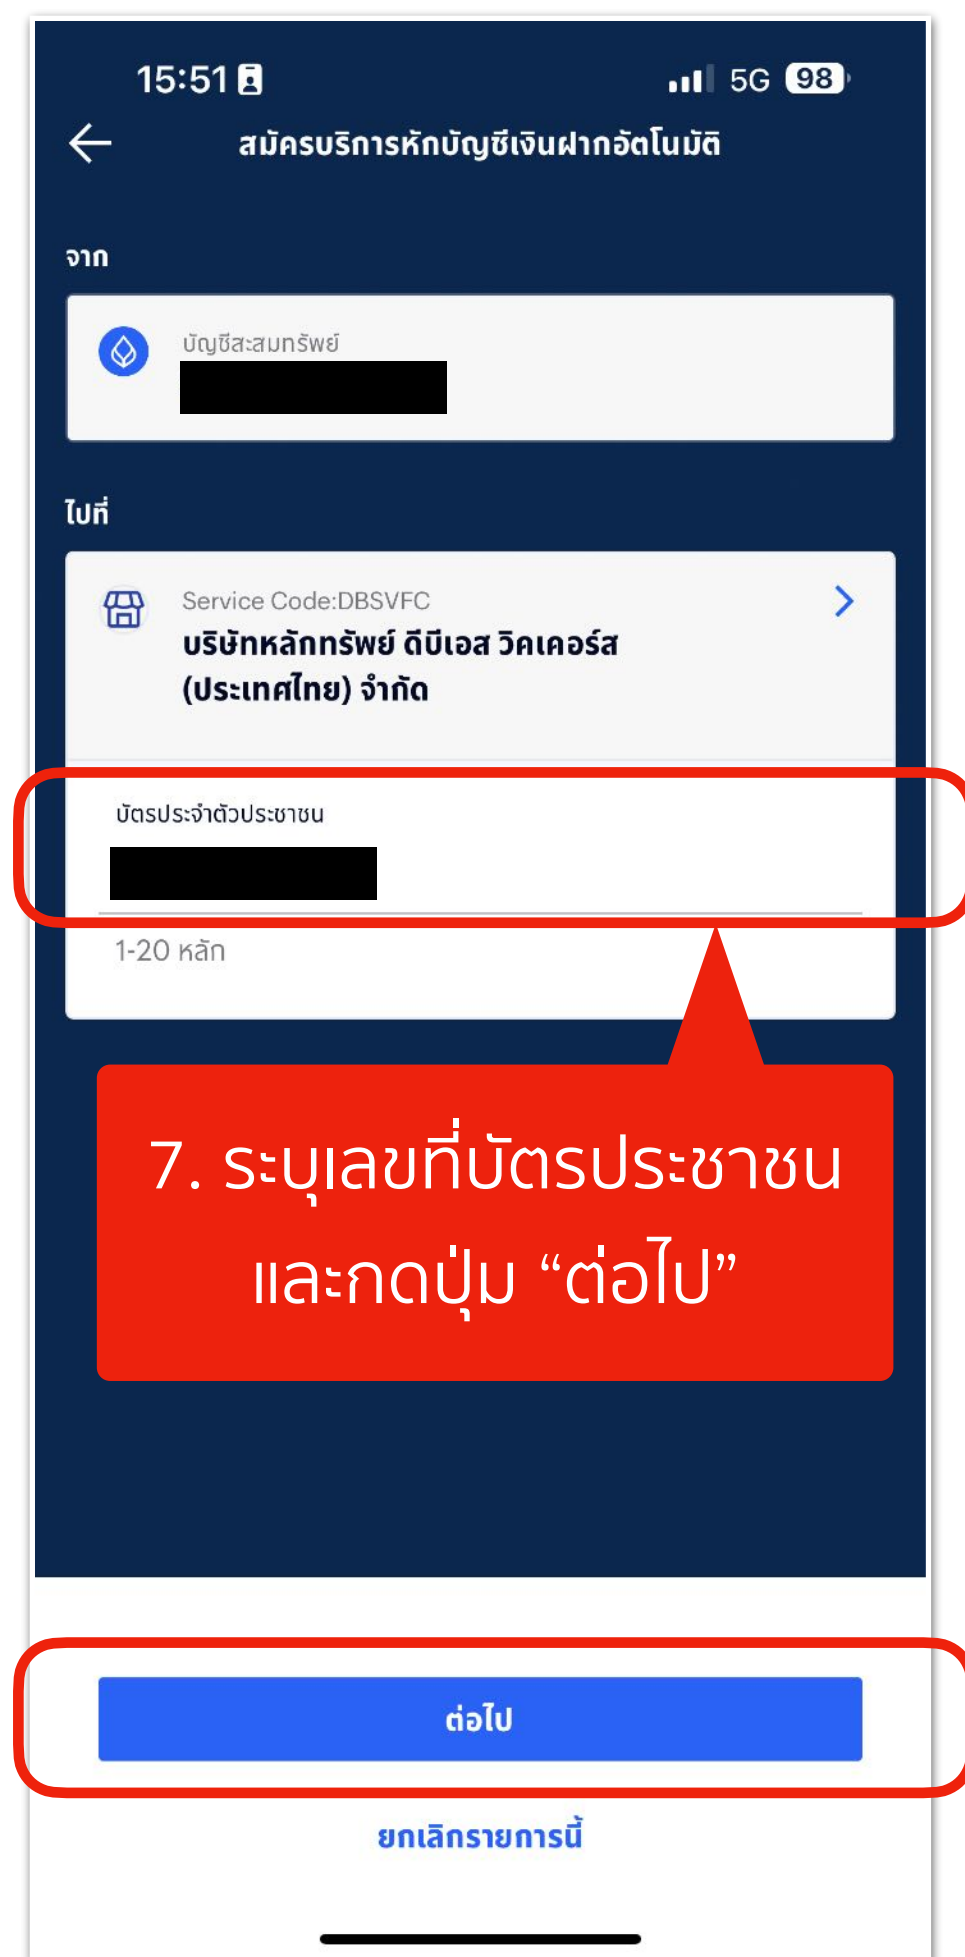 15:51
5G 98
สมัครบริการหักบัญชีเงินฝากอัตโนมัติ
จาก
บัญชีสะสมทรัพย์
ไปที่
Service Code:DBSVFC
บริษัทหลักทรัพย์ ดีบีเอส วิคเคอร์ส
(ประเทศไทย) จำกัด
บัตรประจำตัวประชาชน
1-20 หลัก
7. ระบุเลขที่บัตรประชาชน
และกดปุ่ม “ต่อไป”
ต่อไป
ยกเลิกรายการนี้